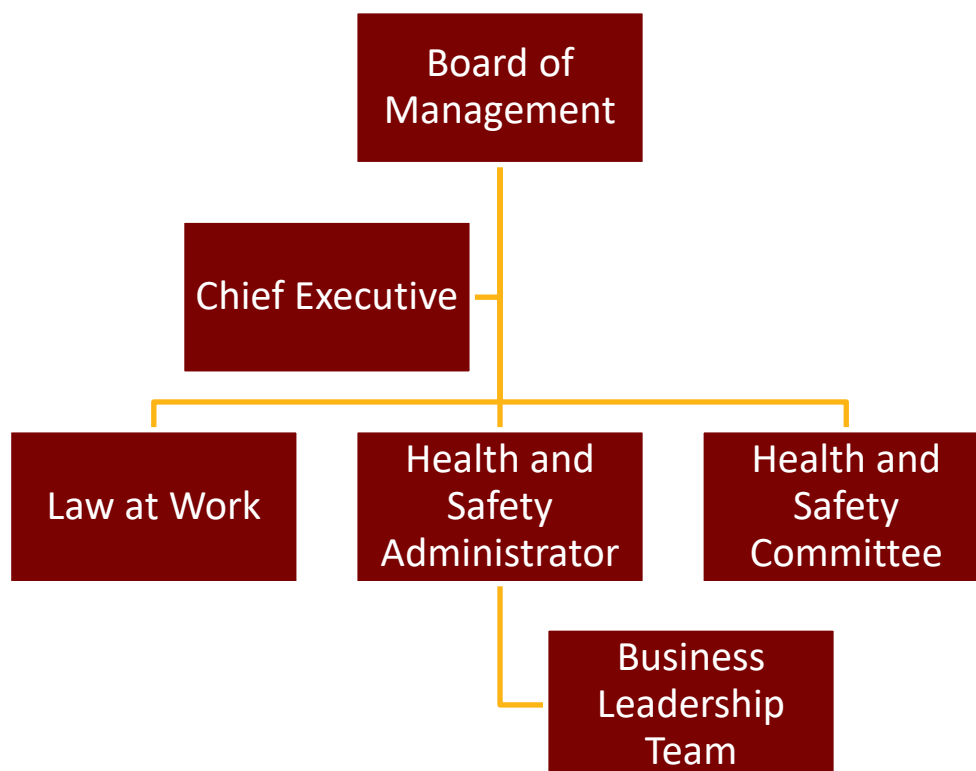 Board of
Management
Chief Executive
Law at Work
Health and
Safety
Administrator
Health and
Safety
Committee
Business
Leadership
Team